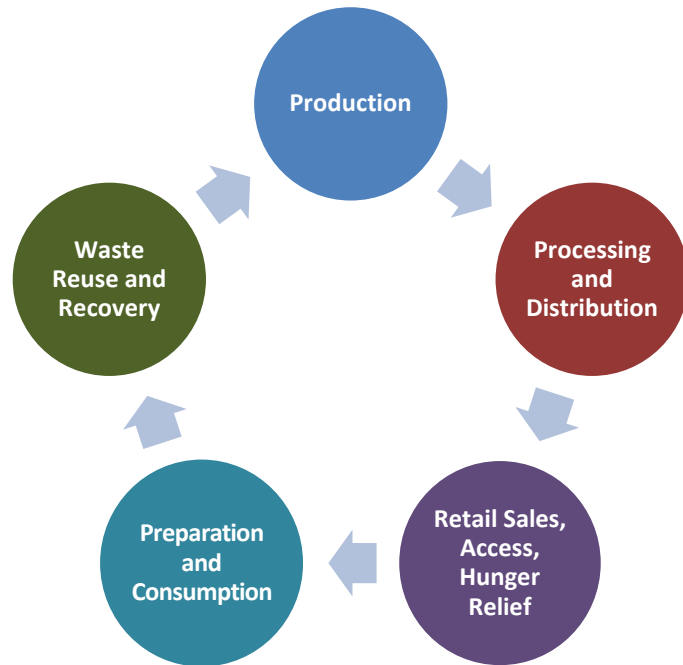 Production
Processing
and
Distribution
Retail Sales,
Access,
Hunger
Relief
Preparation
and
Consumption
Waste
Reuse and
Recovery